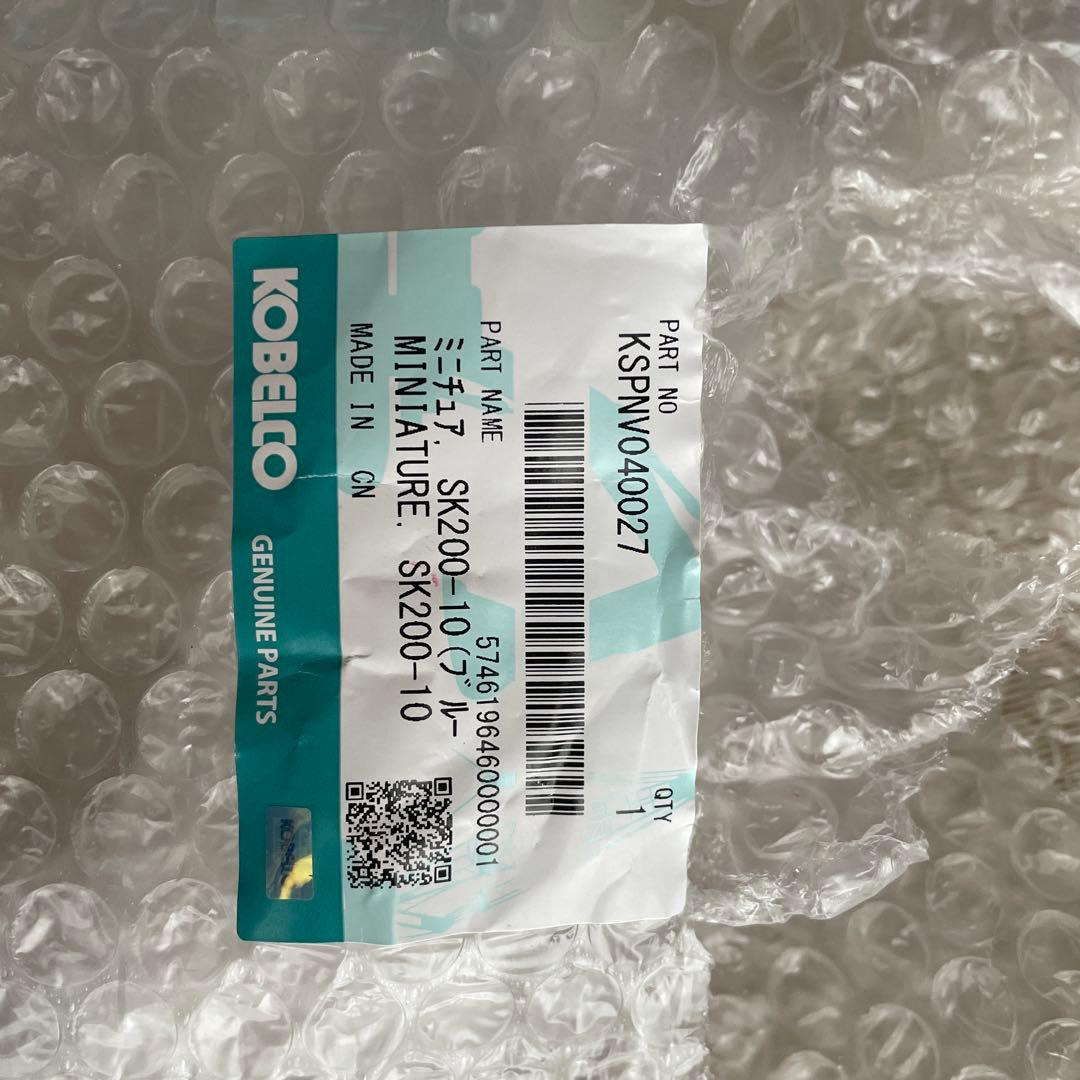 PART NO
KSPNV040027
QTY
1
5746196460000001
PART NAME
ﾐﾆﾁｭｱ, SK200-10(ﾌﾞﾙｰ
MINIATURE, SK200-10
MADE IN CN
KOBELCO
GENUINE PARTS